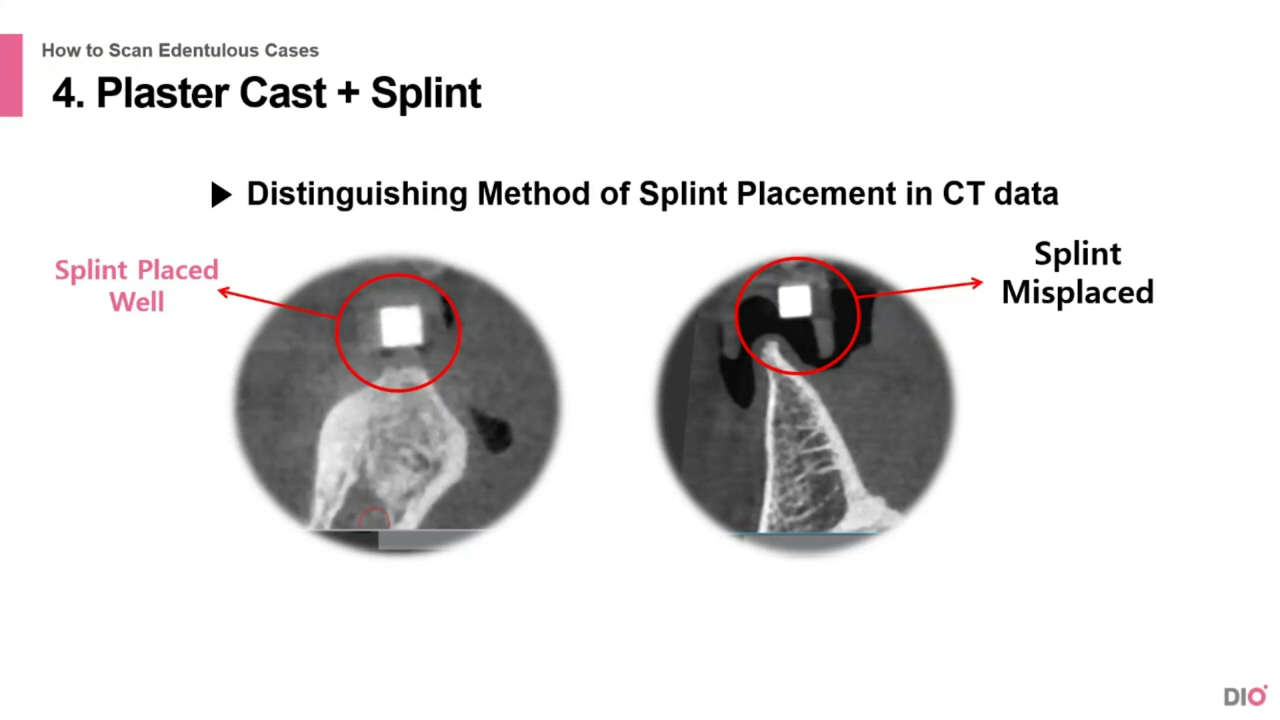 How to Scan Edentulous Cases
4. Plaster Cast + Splint
▶ Distinguishing Method of Splint Placement in CT data
Splint Placed
Well
Splint
Misplaced
DIO